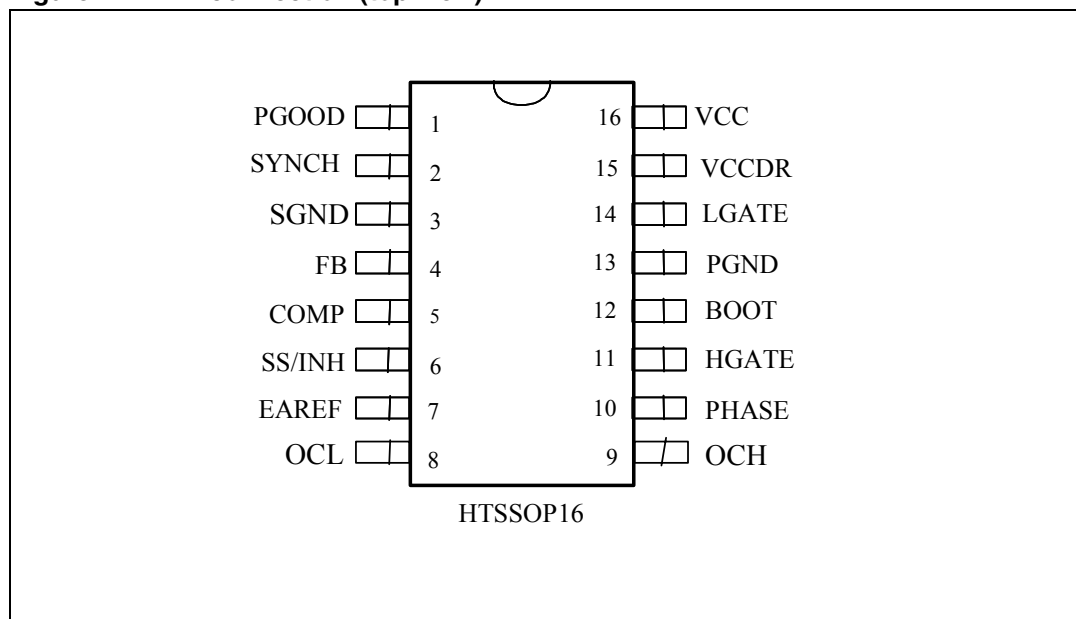 PGOOD 1 16 VCC
SYNCH 2 15 VCCDR
SGND 3 14 LGATE
FB 4 13 PGND
COMP 5 12 BOOT
SS/INH 6 11 HGATE
EAREF 7 10 PHASE
OCL 8 9 OCH
HTSSOP16